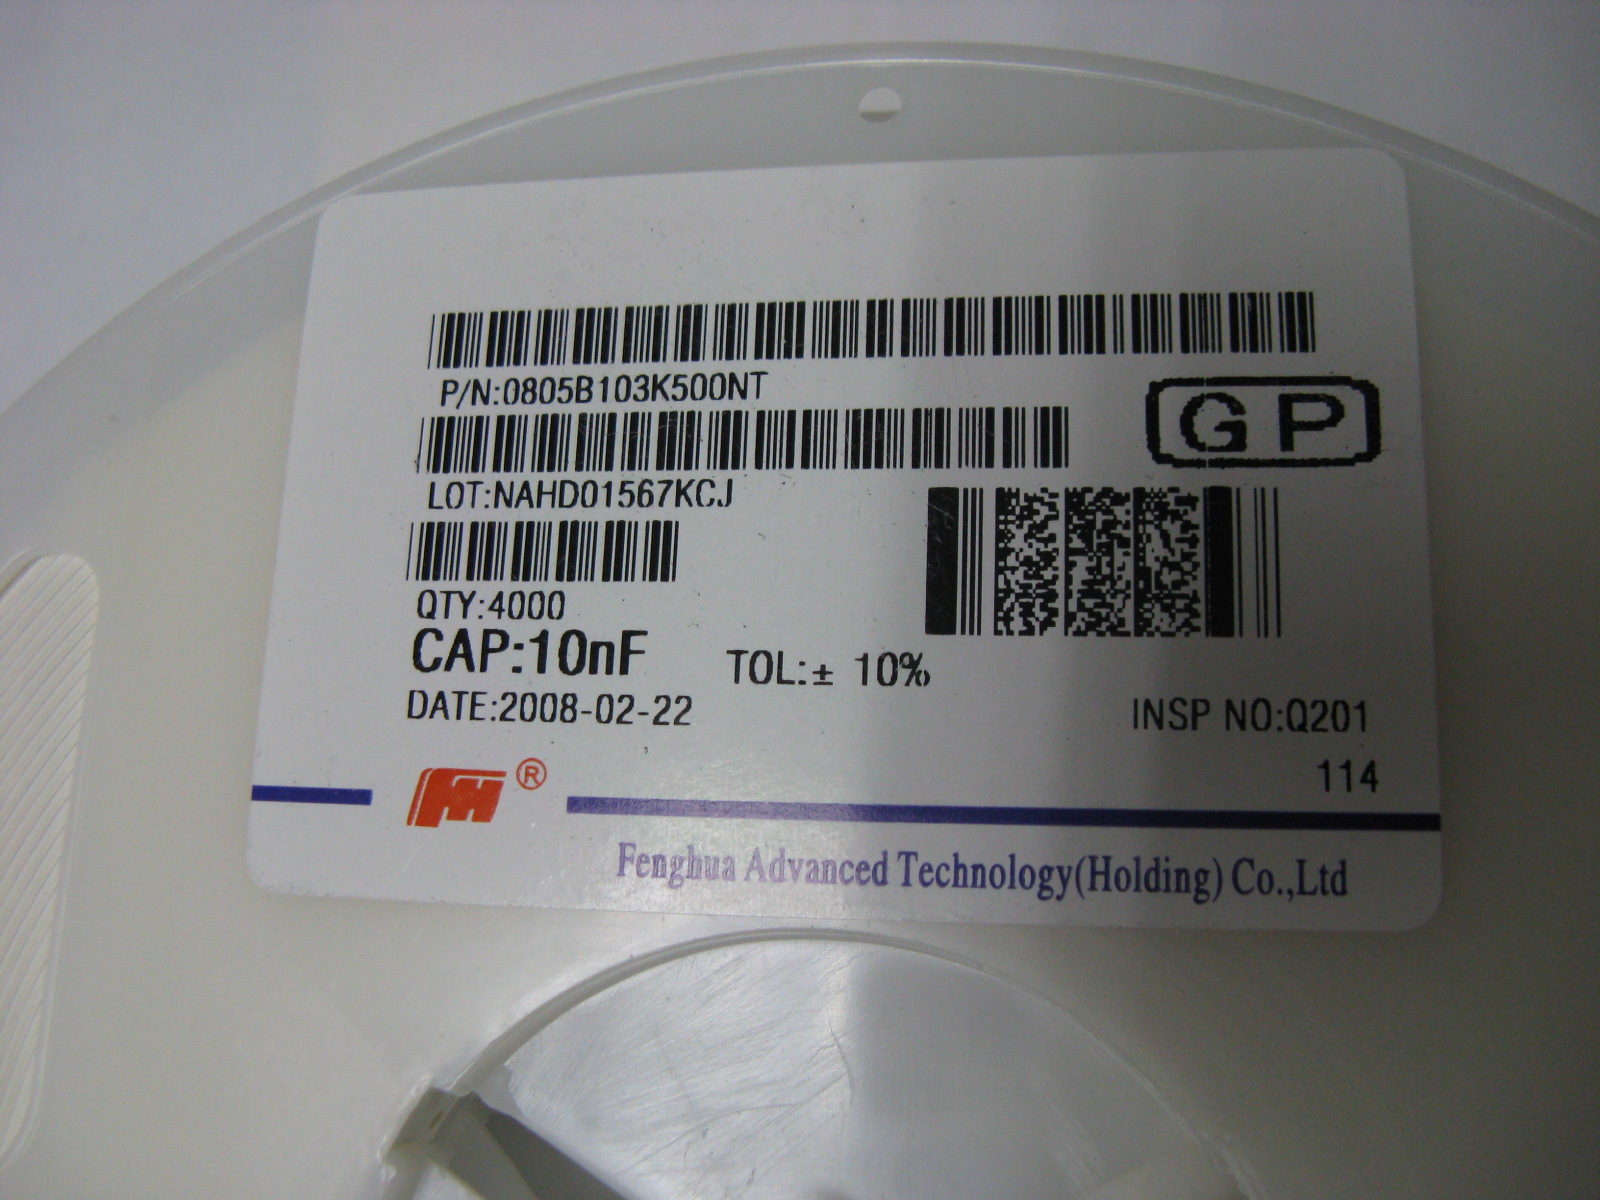 P/N:0805B103K500NT
GP
LOT:NAHD01567KCJ
QTY:4000
CAP:10nF TOL:± 10%
DATE:2008-02-22 INSP NO:Q201
114
®
Fenghua Advanced Technology(Holding) Co.,Ltd